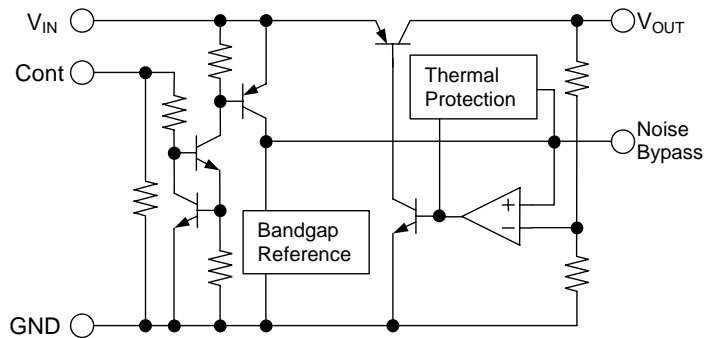 VIN
VOUT
Cont
Thermal
Protection
Noise
Bypass
+
−
Bandgap
Reference
GND